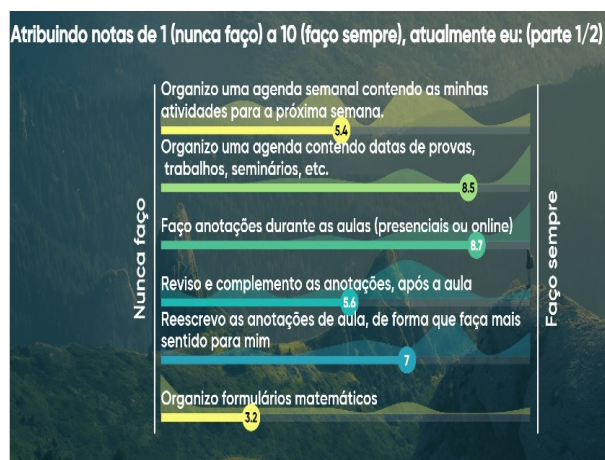 Atribuindo notas de 1 (nunca faço) a 10 (faço sempre), atualmente eu: (parte 1/2)
Nunca faço
Organizo uma agenda semanal contendo as minhas
atividades para a próxima semana.
5.4
Organizo uma agenda contendo datas de provas,
trabalhos, seminários, etc.
8.5
Faço anotações durante as aulas (presenciais ou online)
8.7
Reviso e complemento as anotações, após a aula
5.6
Reescrevo as anotações de aula, de forma que faça mais
sentido para mim
7
Organizo formulários matemáticos
3.2
Faço sempre